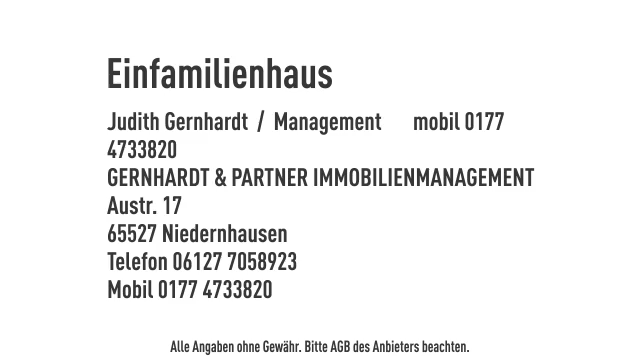 Einfamilienhaus
Judith Gernhardt / Management mobil 0177
4733820
GERNHARDT & PARTNER IMMOBILIENMANAGEMENT
Austr. 17
65527 Niedernhausen
Telefon 06127 7058923
Mobil 0177 4733820
Alle Angaben ohne Gewähr. Bitte AGB des Anbieters beachten.